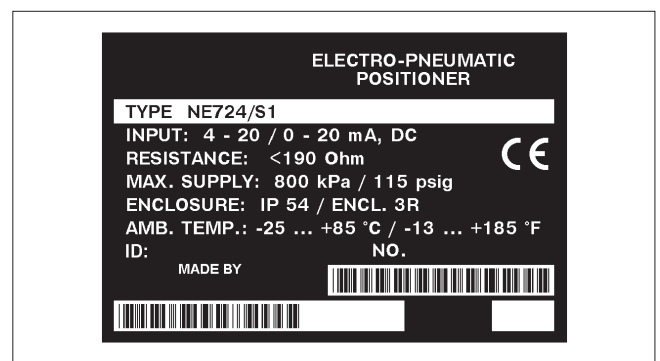 ELECTRO-PNEUMATIC
POSITIONER
TYPE NE724/S1
INPUT: 4 - 20 / 0 - 20 mA, DC
RESISTANCE: <190 Ohm
CE
MAX. SUPPLY: 800 kPa / 115 psig
ENCLOSURE: IP 54 / ENCL. 3R
AMB. TEMP.: -25 ... +85 °C / -13 ... +185 °F
ID: NO.
MADE BY